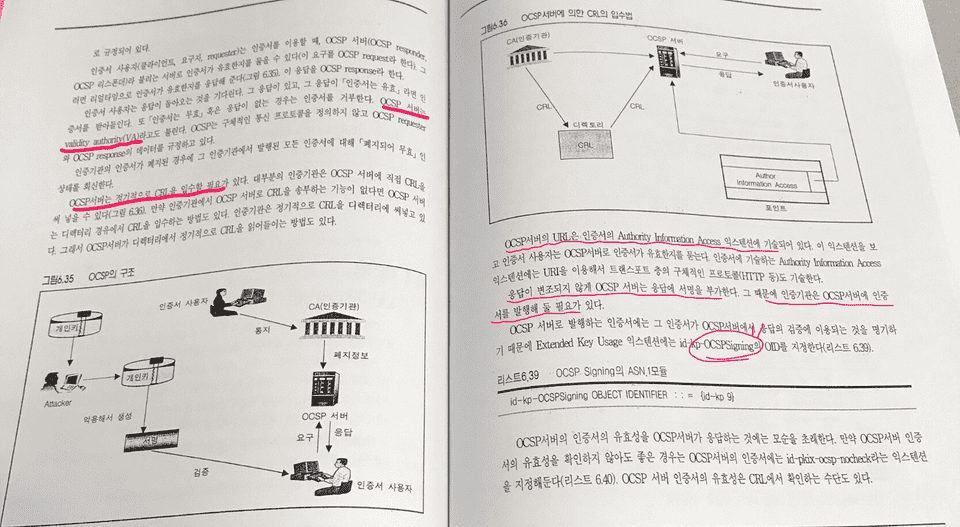 로 규정되어 있다.
인증서 사용자(클라이언트, 요구자, requester)는 인증서를 이용할 때, OCSP 서버(OCSP responder,
OCSP 리스폰더)라 불리는 서버로 인증서가 유효한지를 물을 수 있다(이 요구를 OCSP request라 한다). 그
러면 리얼타임으로 인증서가 유효한지를 응답해 준다(그림 6.35). 이 응답을 OCSP response라 한다.
인증서 사용자는 응답이 돌아오는 것을 기다린다. 그 응답이 있고, 그 응답이 「인증서는 유효」라면 인
증서를 받아들인다. 또 「인증서는 무효」 혹은 응답이 없는 경우는 인증서를 거부한다. OCSP 서버는
validity authority(VA)라고도 불린다. OCSP는 구체적인 통신 프로토콜을 정의하지 않고 OCSP requester
와 OCSP response의 데이터를 규정하고 있다.
인증기관의 인증서가 폐지된 경우에 그 인증기관에서 발행된 모든 인증서에 대해 「폐지되어 무효」인
상태를 회신한다.
OCSP서버는 정기적으로 CRL을 입수할 필요가 있다. 대부분의 인증기관은 OCSP 서버에 직접 CRL을
써 넣을 수 있다(그림 6.36). 만약 인증기관에서 OCSP 서버로 CRL을 송부하는 기능이 없다면 OCSP 서버
는 디렉터리 경유에서 CRL을 입수하는 방법도 있다. 인증기관은 정기적으로 CRL을 디렉터리에 써넣고 있
다. 그래서 OCSP서버가 디렉터리에서 정기적으로 CRL을 읽어들이는 방법도 있다.
그림6.35 OCSP의 구조
인증서 사용자
CA(인증기관)
통지
개인키
개인키
폐지정보
Attacker
OCSP 서버
악용해서 생성
요구
응답
서명
검증
인증서 사용자
그림6.36 OCSP서버에 의한 CRL의 입수법
CA(인증기관)
OCSP 서버
요구
응답
인증서사용자
CRL
CRL
디렉토리
CRL
Author
Information Access
포인트
OCSP서버의 URL은 인증서의 Authority Information Access 익스텐션에 기술되어 있다. 이 익스텐션을 보
고 인증서 사용자는 OCSP서버로 인증서가 유효한지를 묻는다. 인증서에 기술하는 Authority Information Access
익스텐션에는 URI을 이용해서 트랜스포트 층의 구체적인 프로토콜(HTTP 등)도 기술한다.
응답이 변조되지 않게 OCSP 서버는 응답에 서명을 부가한다. 그 때문에 인증기관은 OCSP서버에 인증
서를 발행해 둘 필요가 있다.
OCSP 서버로 발행하는 인증서에는 그 인증서가 OCSP서버에서 응답의 검증에 이용되는 것을 명기하
기 때문에 Extended Key Usage 익스텐션에는 id-kp-OCSPSigning의 OID를 지정한다(리스트 6.39).
리스트6.39 OCSP Signing의 ASN.1모듈
id-kp-OCSPSigning OBJECT IDENTIFIER : : = {id-kp 9}
OCSP서버의 인증서의 유효성을 OCSP서버가 응답하는 것에는 모순을 초래한다. 만약 OCSP서버 인증
서의 유효성을 확인하지 않아도 좋은 경우는 OCSP서버의 인증서에는 id-pkix-ocsp-nocheck라는 익스텐션
을 지정해둔다(리스트 6.40). OCSP 서버 인증서의 유효성은 CRL에서 확인하는 수단도 있다.